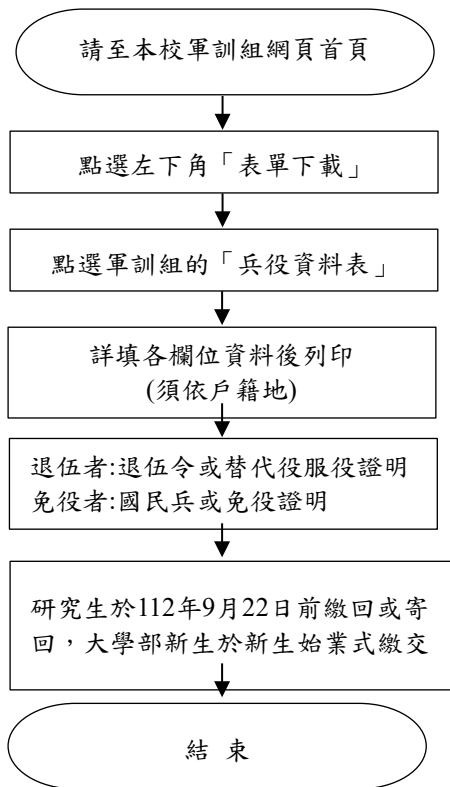 請至本校軍訓組網頁首頁
點選左下角「表單下載」
點選軍訓組的「兵役資料表」
詳填各欄位資料後列印
(須依戶籍地)
退伍者:退伍令或替代役服役證明
免役者:國民兵或免役證明
研究生於112年9月22日前繳回或寄
回，大學部新生於新生始業式繳交
結 束